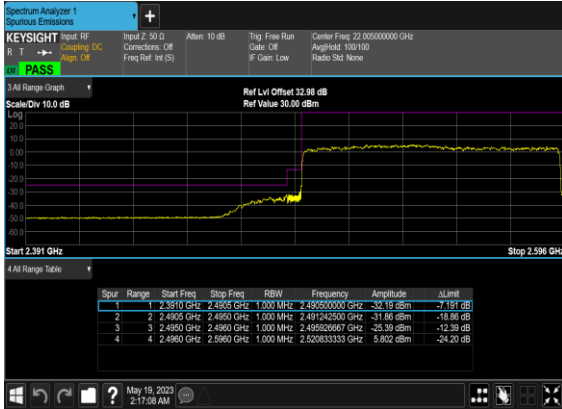 Spectrum Analyzer 1
Spurious Emissions
+
KEYSIGHT Input: RF Input Z: 50 Ω Atten: 10 dB Trig: Free Run Center Freq: 22.005000000 GHz
R T Coupling: DC Corrections: Off Gate: Off Avg|Hold: 100/100
Align: Off Freq Ref: Int (S) IF Gain: Low Radio Std: None
PASS
3 All Range Graph
Ref Lvl Offset 32.98 dB
Scale/Div 10.0 dB Ref Value 30.00 dBm
Log
20.0
10.0
0.00
-10.0
-20.0
-30.0
-40.0
-50.0
-60.0
Start 2.391 GHz Stop 2.596 GHz
4 All Range Table
Spur Range Start Freq Stop Freq RBW Frequency Amplitude ΔLimit
1 1 2.3910 GHz 2.4905 GHz 1.000 MHz 2.490500000 GHz -32.19 dBm -7.191 dB
2 2 2.4905 GHz 2.4950 GHz 1.000 MHz 2.491242500 GHz -31.86 dBm -18.86 dB
3 3 2.4950 GHz 2.4960 GHz 1.000 MHz 2.495926667 GHz -25.39 dBm -12.39 dB
4 4 2.4960 GHz 2.5960 GHz 1.000 MHz 2.520833333 GHz 5.802 dBm -24.20 dB
? May 19, 2023
2:17:08 AM